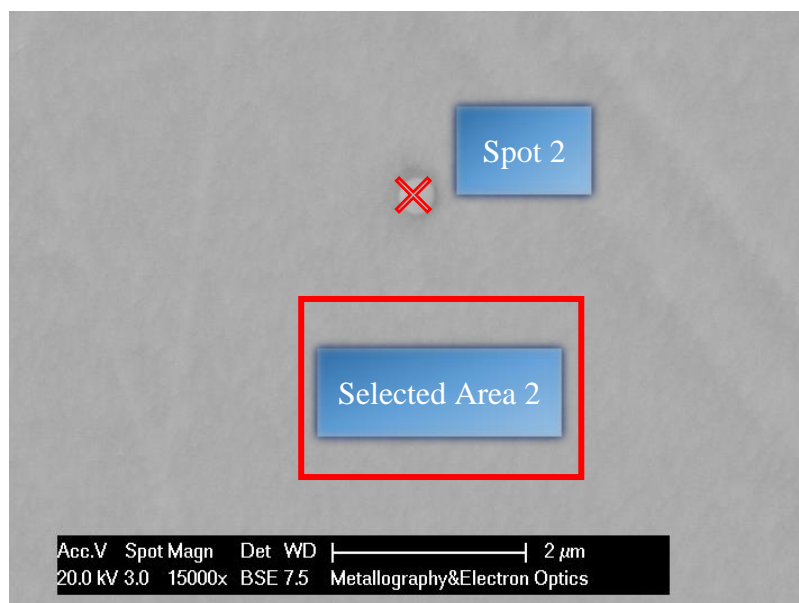 Spot 2
Selected Area 2
Acc.V Spot Magn Det WD 2 μm
20.0 kV 3.0 15000x BSE 7.5 Metallography&Electron Optics